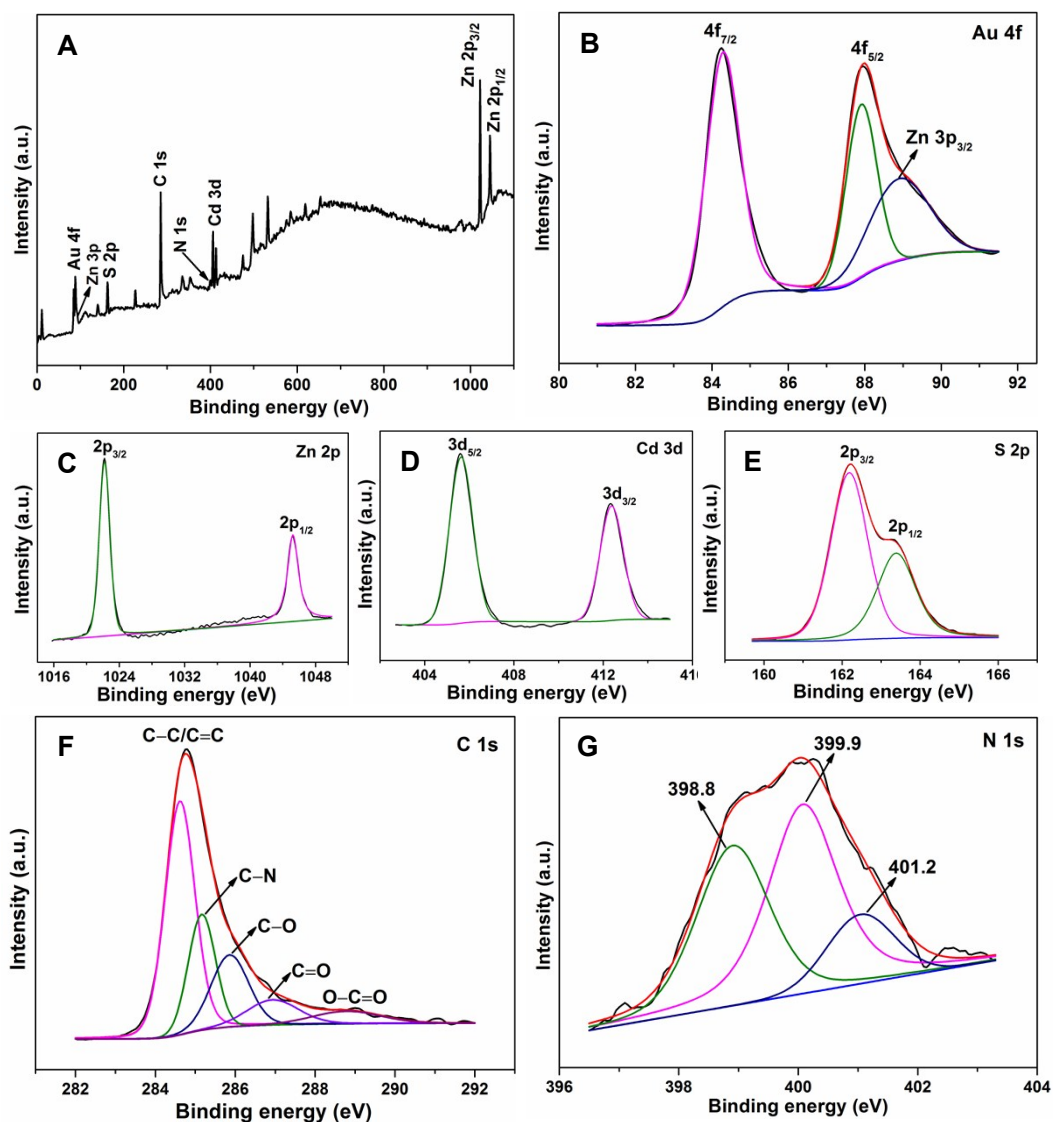 A
Intensity (a.u.)
Au 4f
Zn 3p
S 2p
C 1s
N 1s
Cd 3d
Zn 2p3/2
Zn 2p1/2
0 200 400 600 800 1000
Binding energy (eV)
B
Au 4f
Intensity (a.u.)
4f7/2
4f5/2
Zn 3p3/2
80 82 84 86 88 90 92
Binding energy (eV)
C
Zn 2p
Intensity (a.u.)
2p3/2
2p1/2
1016 1024 1032 1040 1048
Binding energy (eV)
D
Cd 3d
Intensity (a.u.)
3d5/2
3d3/2
404 408 412
Binding energy (eV)
E
S 2p
Intensity (a.u.)
2p3/2
2p1/2
160 162 164 166
Binding energy (eV)
F
C 1s
Intensity (a.u.)
C–C/C=C
C–N
C–O
C=O
O–C=O
282 284 286 288 290 292
Binding energy (eV)
G
N 1s
Intensity (a.u.)
398.8
399.9
401.2
396 398 400 402 404
Binding energy (eV)